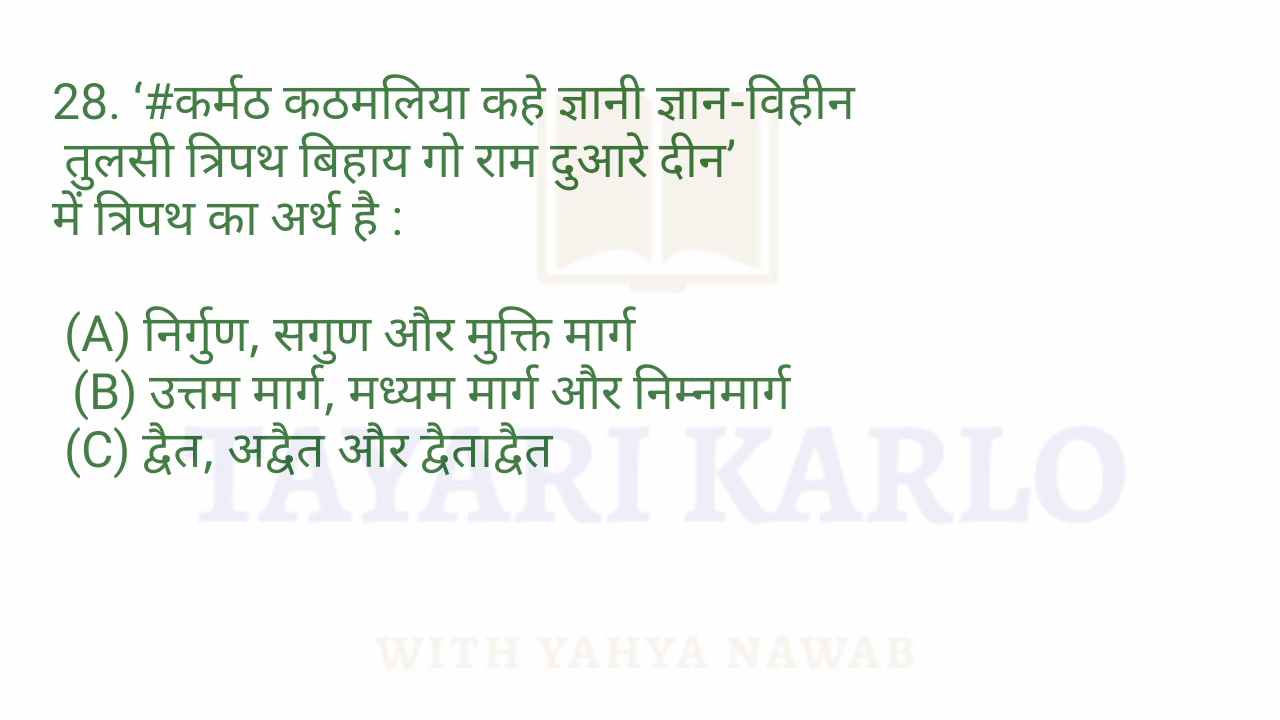 28. ‘#कर्मठ कठमलिया कहे ज्ञानी ज्ञान-विहीन
तुलसी त्रिपथ बिहाय गो राम दुआरे दीन’
में त्रिपथ का अर्थ है :
(A) निर्गुण, सगुण और मुक्ति मार्ग
(B) उत्तम मार्ग, मध्यम मार्ग और निम्नमार्ग
(C) द्वैत, अद्वैत और द्वैताद्वैत
TAYARI KARLO
WITH YAHYA NAWAB